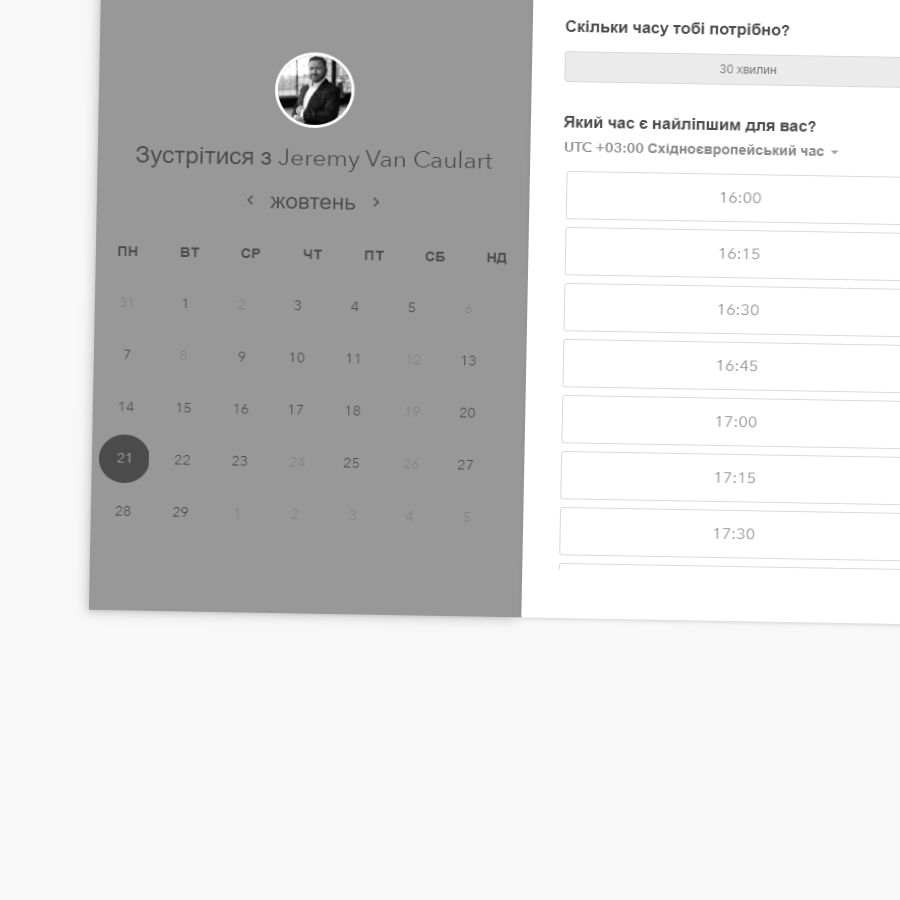 Зустрітися з Jeremy Van Caulart
жовтень
ПН ВТ СР ЧТ ПТ СБ НД
31 1 2 3 4 5 6
7 8 9 10 11 12 13
14 15 16 17 18 19 20
21 22 23 24 25 26 27
28 29 1 2 3 4 5
Скільки часу тобі потрібно?
30 хвилин
Який час є найліпшим для вас?
UTC +03:00 Східноєвропейський час
16:00
16:15
16:30
16:45
17:00
17:15
17:30